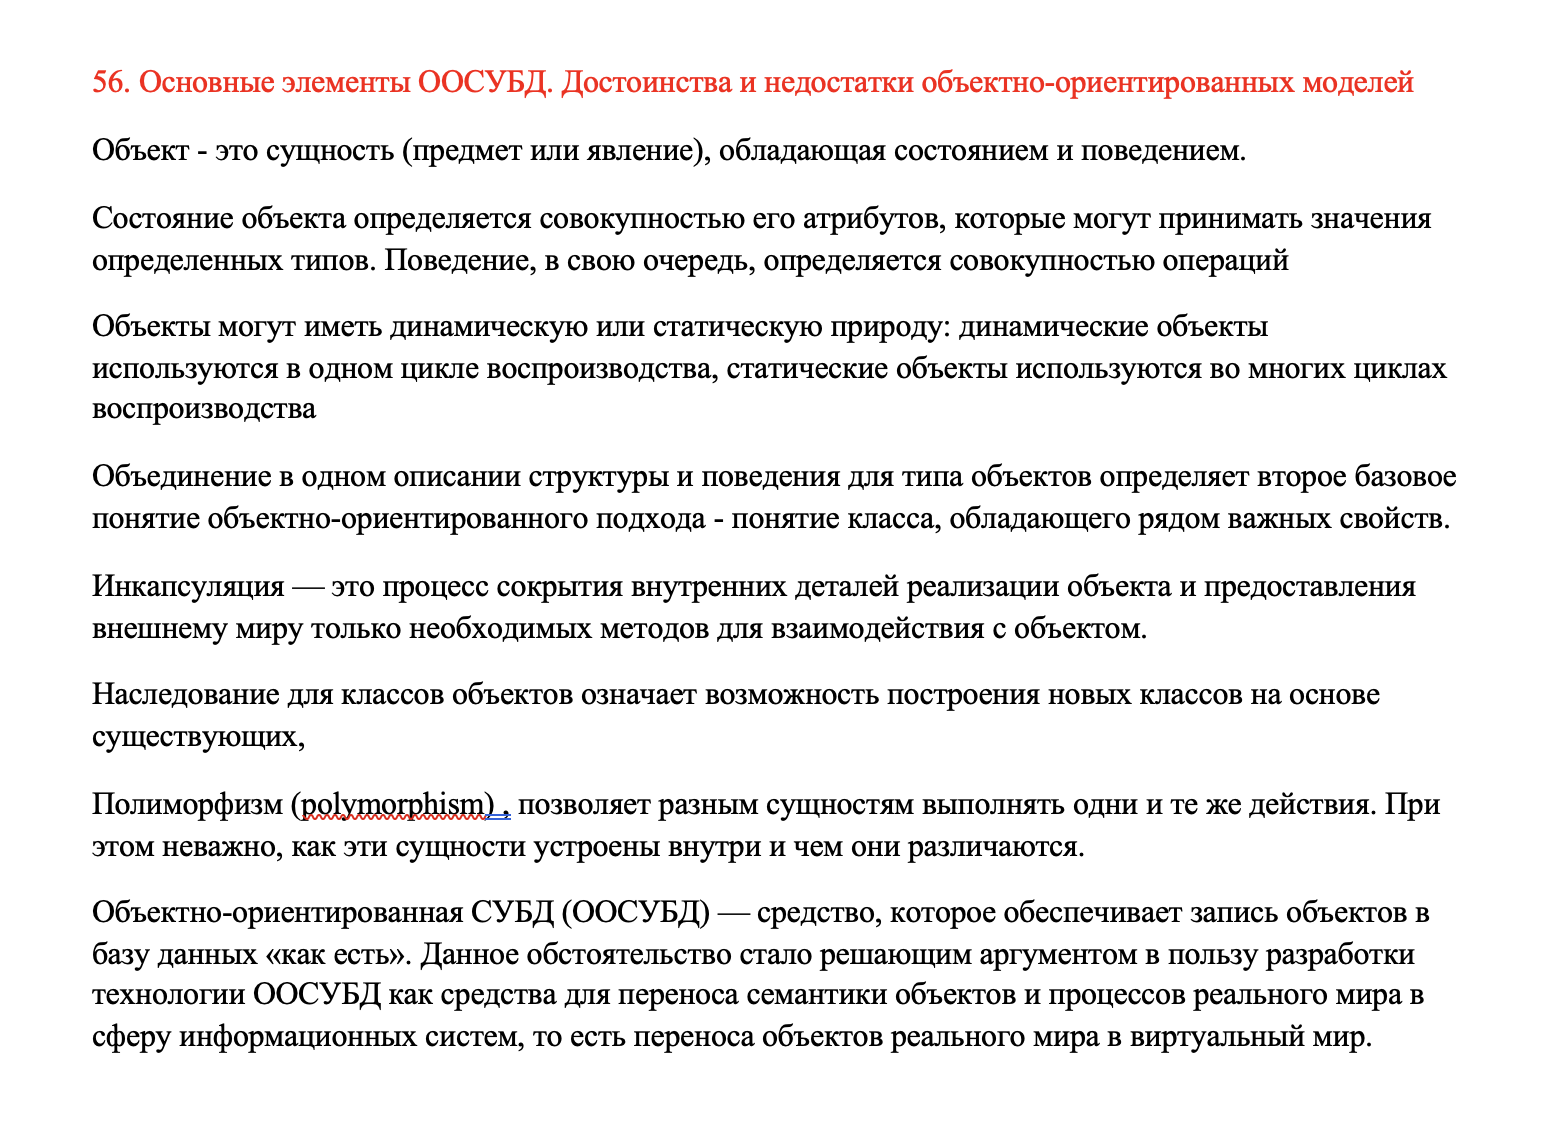 56. Основные элементы ООСУБД. Достоинства и недостатки объектно-ориентированных моделей
Объект - это сущность (предмет или явление), обладающая состоянием и поведением.
Состояние объекта определяется совокупностью его атрибутов, которые могут принимать значения
определенных типов. Поведение, в свою очередь, определяется совокупностью операций
Объекты могут иметь динамическую или статическую природу: динамические объекты
используются в одном цикле воспроизводства, статические объекты используются во многих циклах
воспроизводства
Объединение в одном описании структуры и поведения для типа объектов определяет второе базовое
понятие объектно-ориентированного подхода - понятие класса, обладающего рядом важных свойств.
Инкапсуляция — это процесс сокрытия внутренних деталей реализации объекта и предоставления
внешнему миру только необходимых методов для взаимодействия с объектом.
Наследование для классов объектов означает возможность построения новых классов на основе
существующих,
Полиморфизм (polymorphism) , позволяет разным сущностям выполнять одни и те же действия. При
этом неважно, как эти сущности устроены внутри и чем они различаются.
Объектно-ориентированная СУБД (ООСУБД) — средство, которое обеспечивает запись объектов в
базу данных «как есть». Данное обстоятельство стало решающим аргументом в пользу разработки
технологии ООСУБД как средства для переноса семантики объектов и процессов реального мира в
сферу информационных систем, то есть переноса объектов реального мира в виртуальный мир.